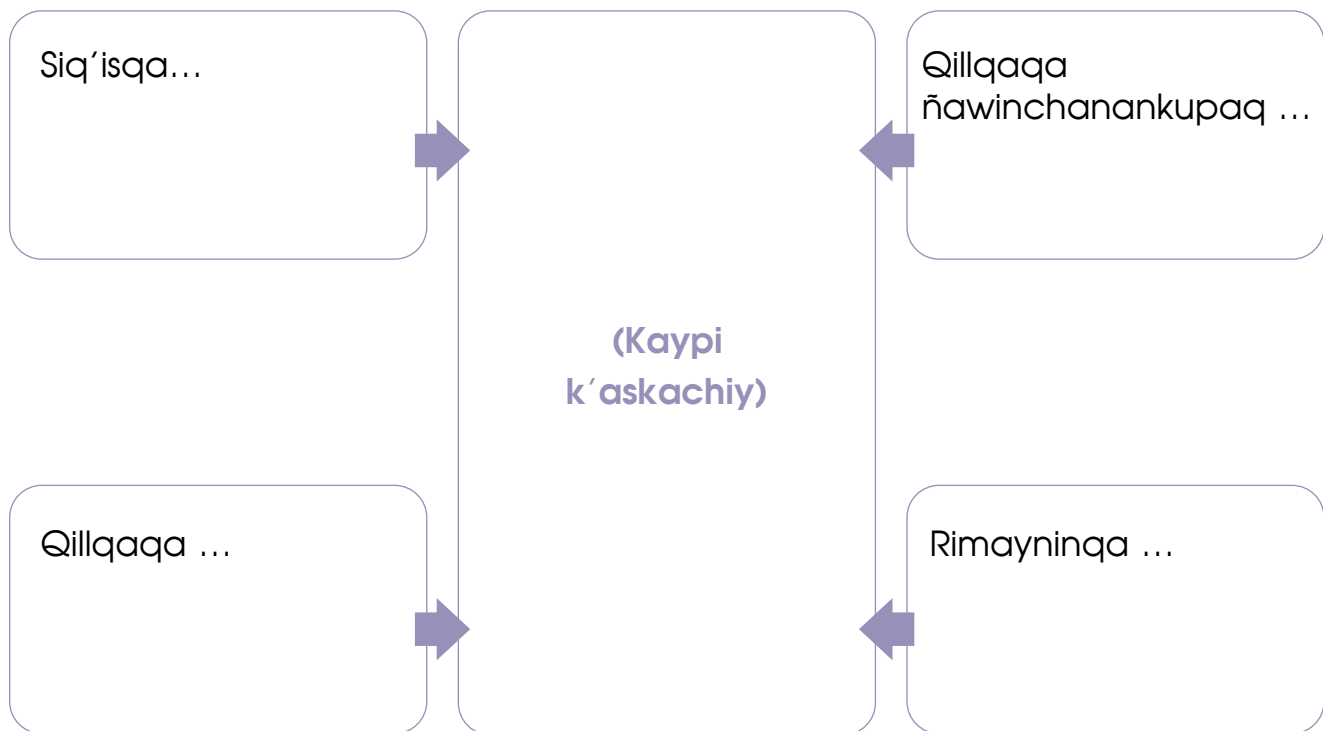 Siq´isqa...
Qillqaqa
ñawinchanankupaq ...
(Kaypi
k´askachiy)
Qillqaqa ...
Rimayninqa ...